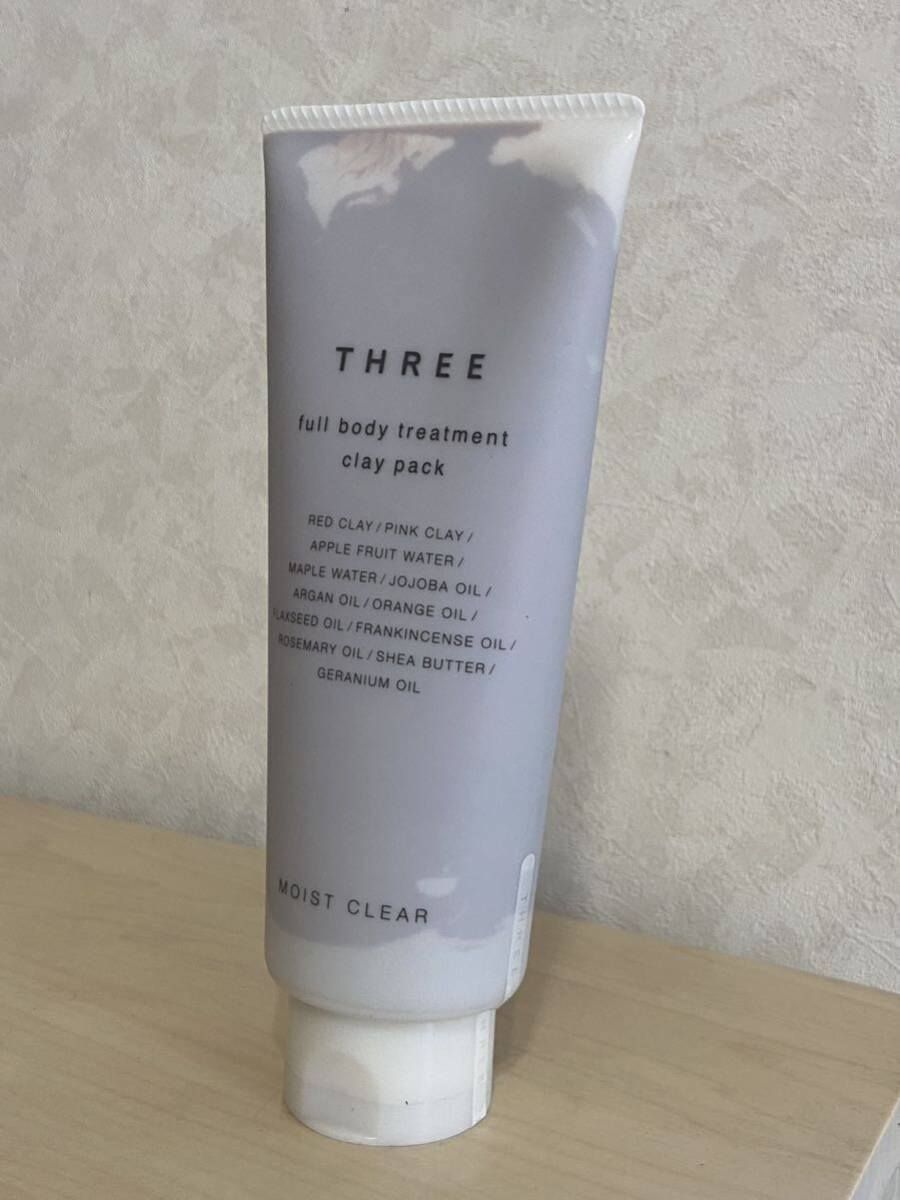 THREE
full body treatment
clay pack
RED CLAY / PINK CLAY /
APPLE FRUIT WATER /
MAPLE WATER / JOJOBA OIL /
ARGAN OIL / ORANGE OIL /
FLAXSEED OIL / FRANKINCENSE OIL /
ROSEMARY OIL / SHEA BUTTER /
GERANIUM OIL
MOIST CLEAR
THREE